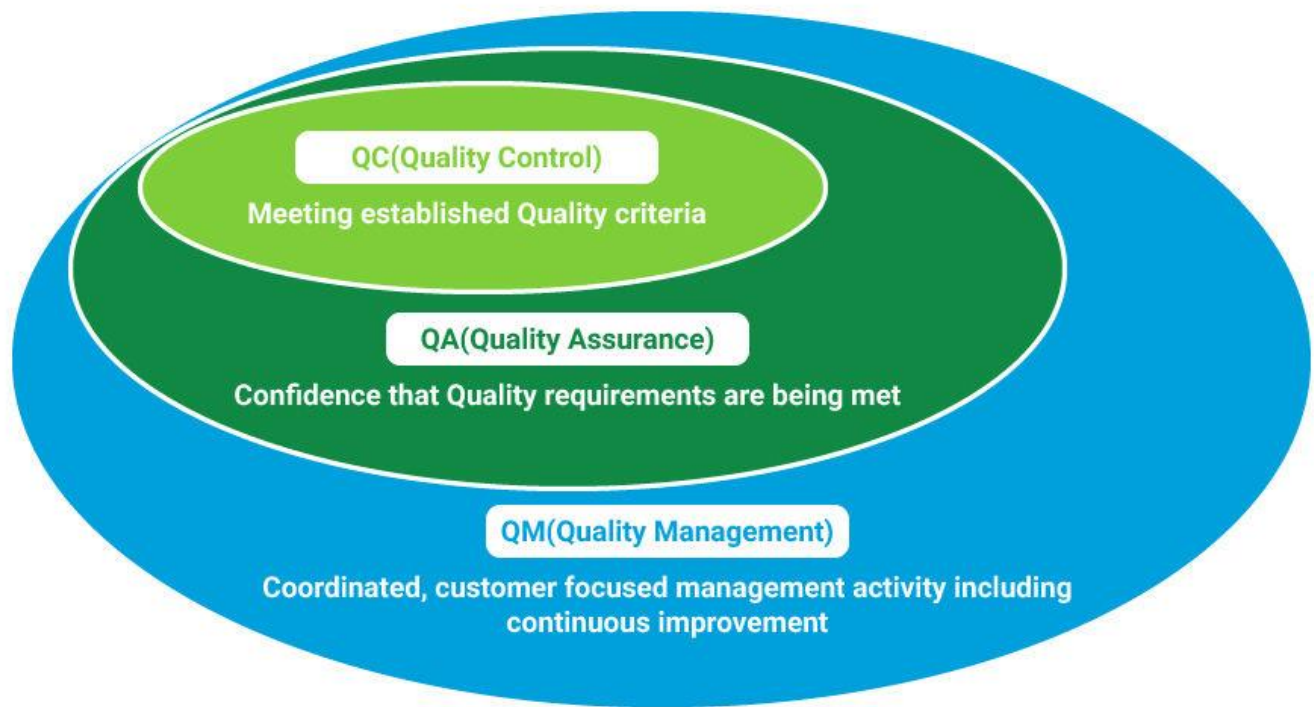 QC(Quality Control)
Meeting established Quality criteria
QA(Quality Assurance)
Confidence that Quality requirements are being met
QM(Quality Management)
Coordinated, customer focused management activity including
continuous improvement